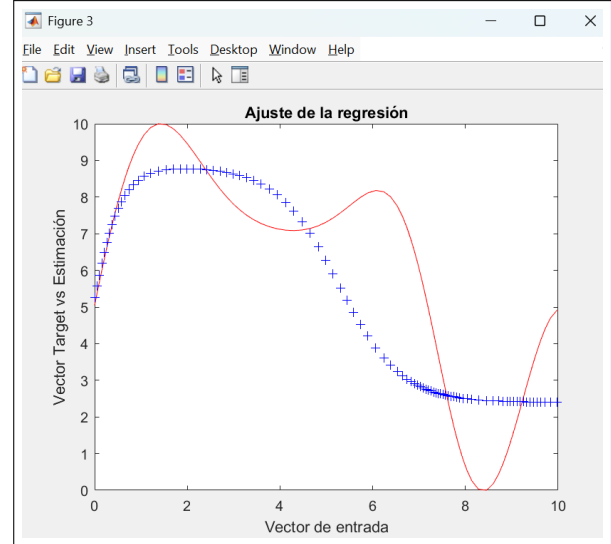 Figure 3
File Edit View Insert Tools Desktop Window Help
Ajuste de la regresión
10
9
8
7
6
5
4
3
2
1
0
Vector Target vs Estimación
0 2 4 6 8 10
Vector de entrada